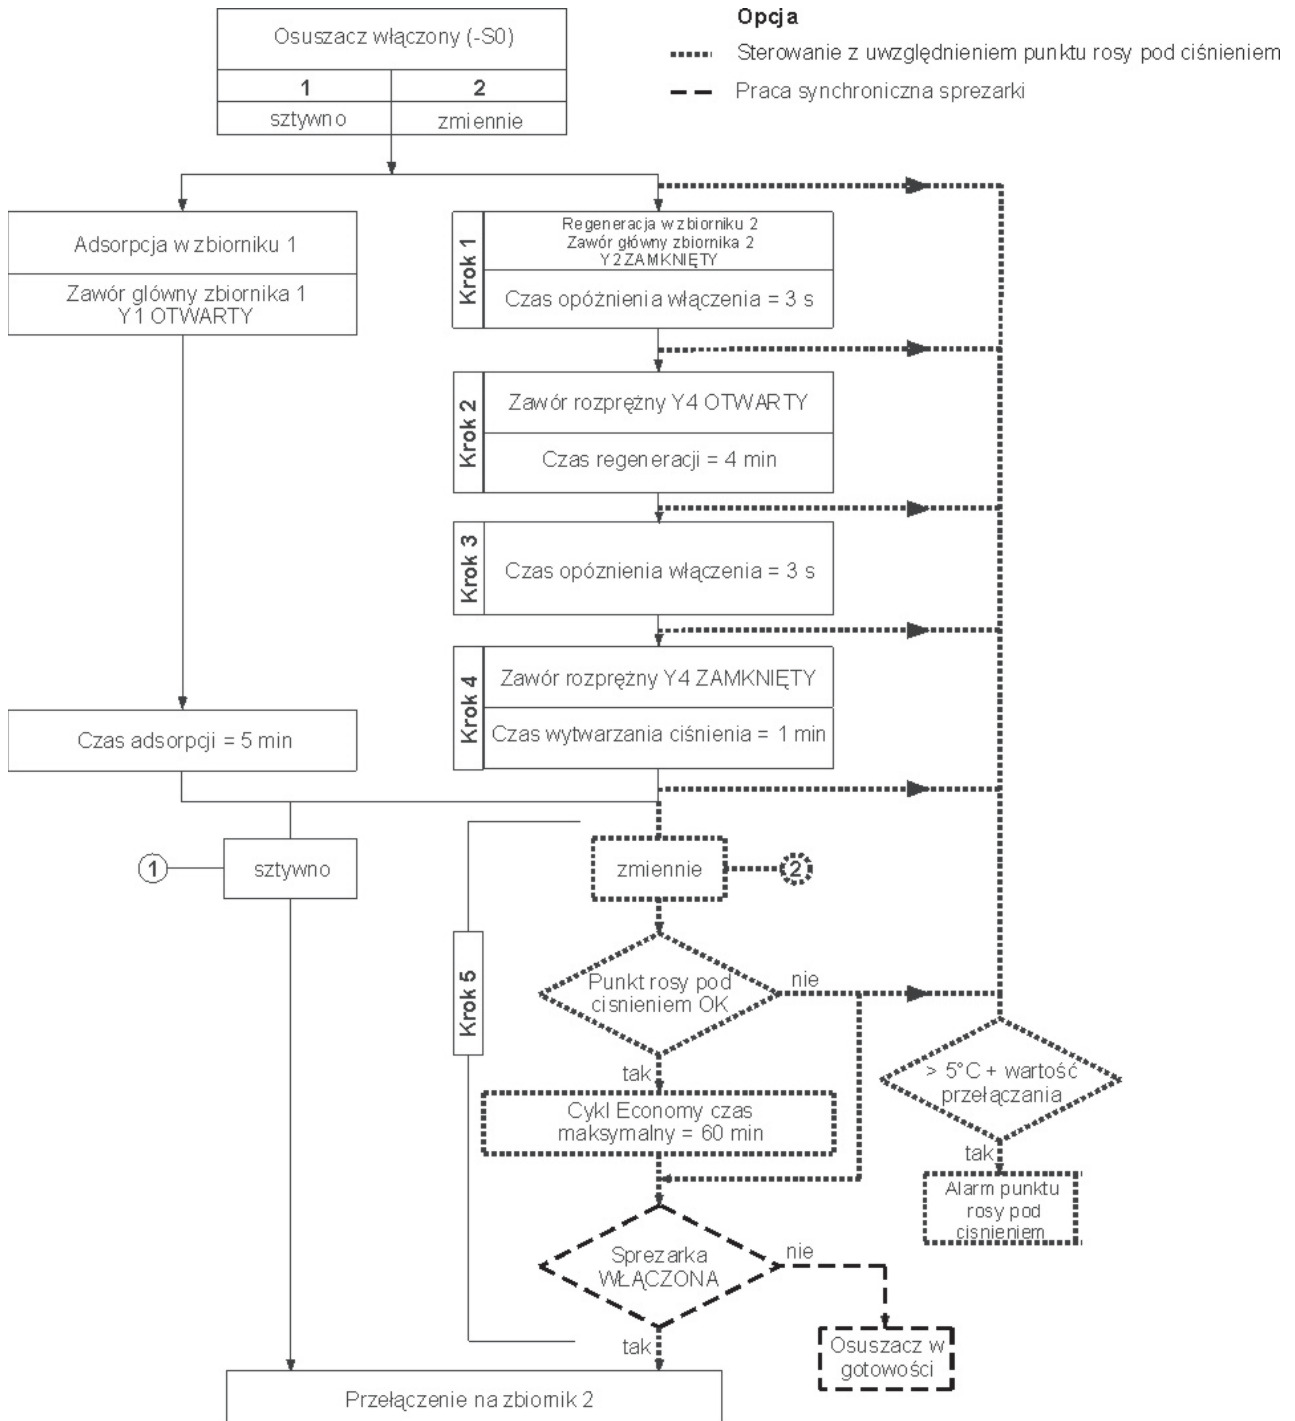 Osuszacz włączony (-S0)
1
2
sztywno
zmiennie
Opcja
Sterowanie z uwzględnieniem punktu rosy pod ciśnieniem
Praca synchroniczna sprezarki
Adsorpcja w zbiorniku 1
Zawór glówny zbiornika 1
Y1 OTWARTY
Krok 1
Regeneracja w zbiorniku 2
Zawór główny zbiornika 2
Y2 ZAMKNIĘTY
Czas opóżnienia włączenia = 3 s
Krok 2
Zawór rozprężny Y4 OTWARTY
Czas regeneracji = 4 min
Krok 3
Czas opóznienia włączenia = 3 s
Krok 4
Zawór rozprężny Y4 ZAMKNIĘTY
Czas wytwarzania ciśnienia = 1 min
Czas adsorpcji = 5 min
1
sztywno
zmiennie
2
Krok 5
Punkt rosy pod
cisnieniem OK
nie
tak
> 5°C + wartość
przełączania
tak
Cykl Economy czas
maksymalny = 60 min
Alarm punktu
rosy pod
cisnieniem
Sprezarka
WŁĄCZONA
nie
tak
Osuszacz w
gotowości
Przełączenie na zbiornik 2